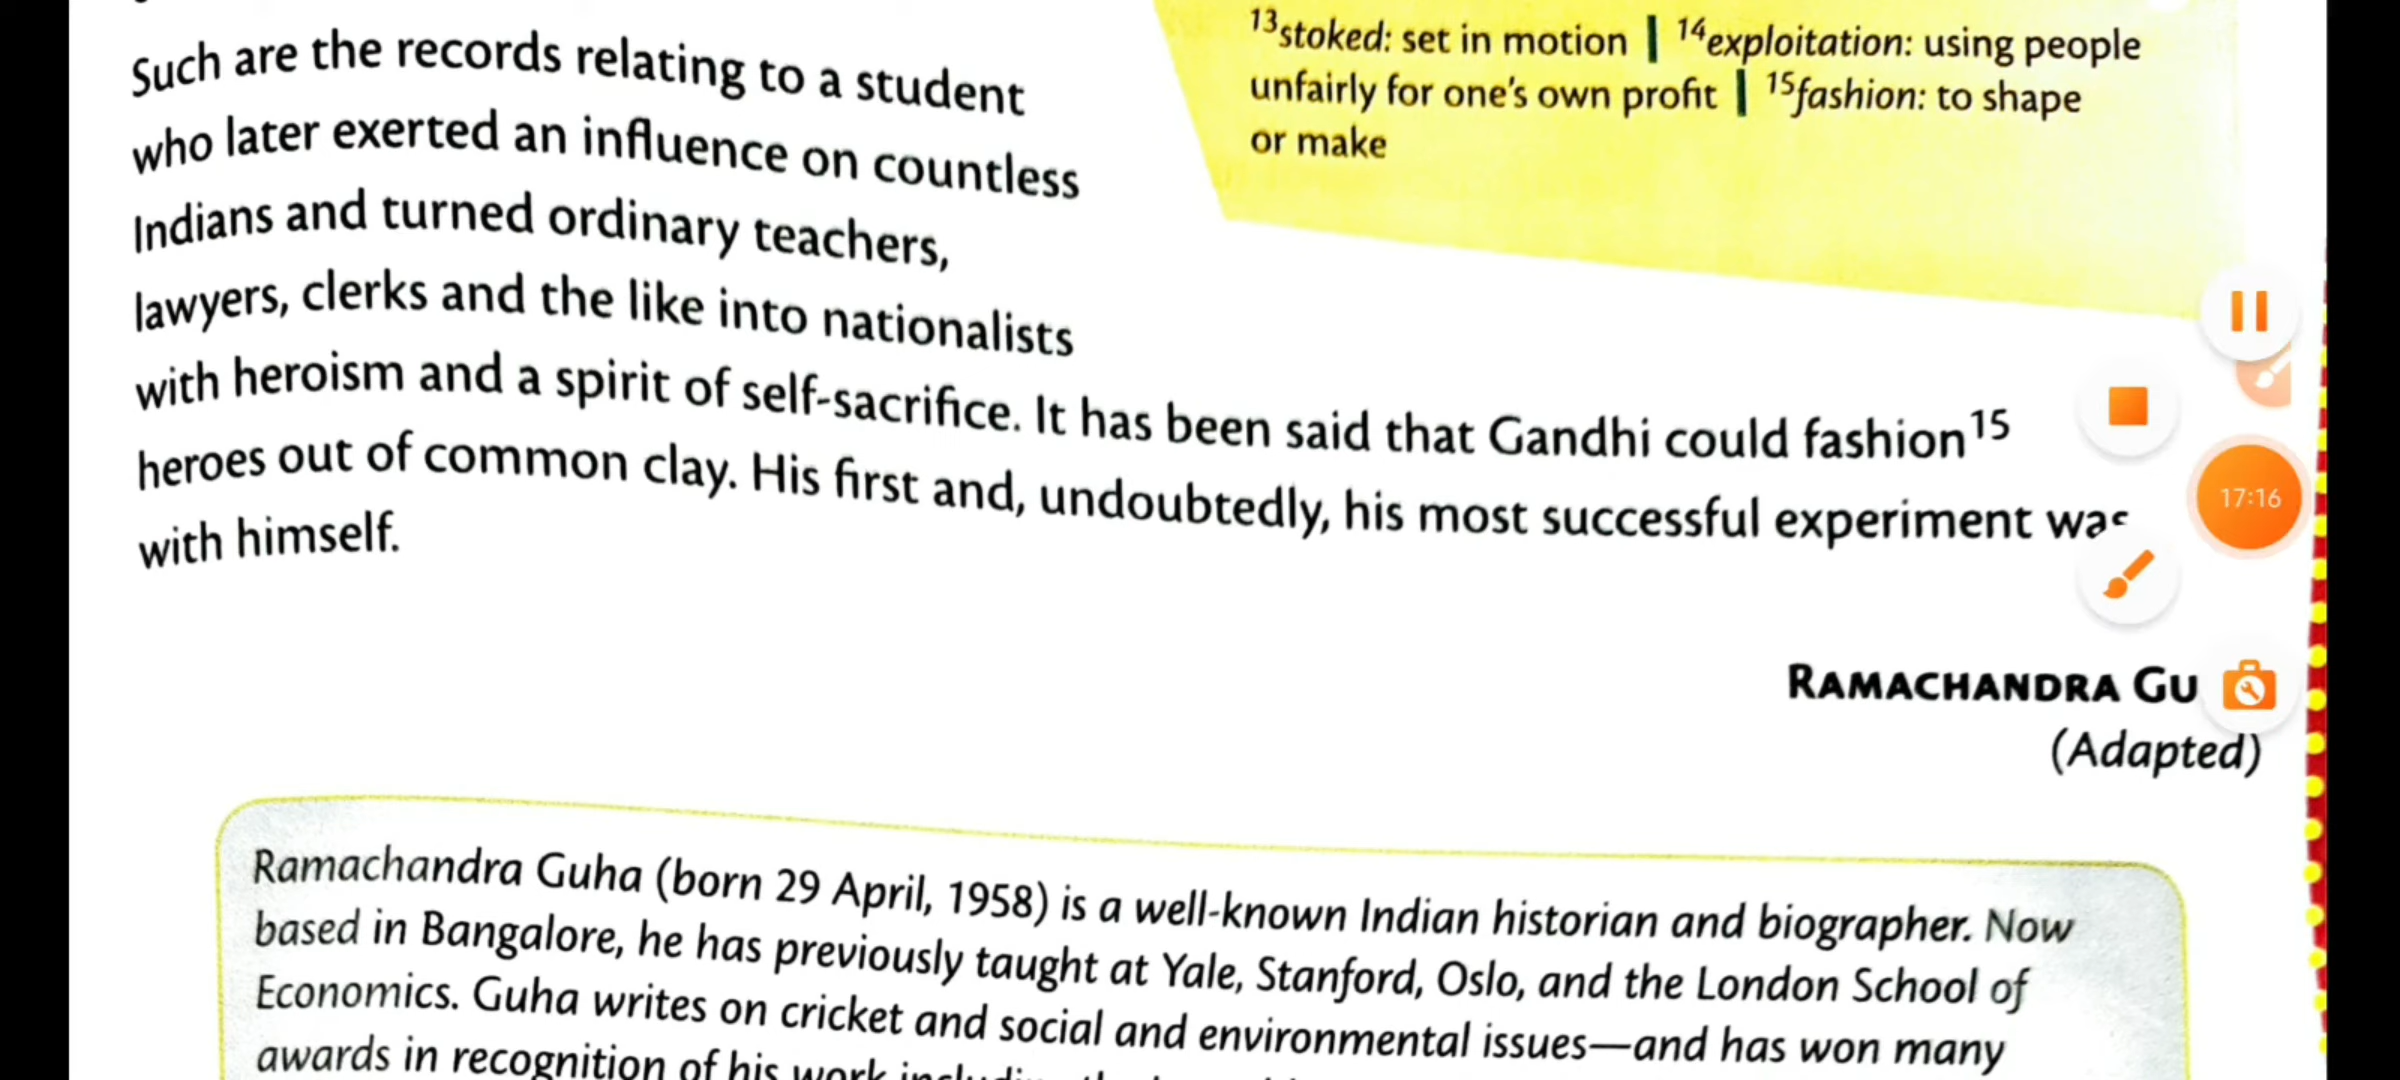 Such are the records relating to a student
who later exerted an influence on countless
Indians and turned ordinary teachers,
lawyers, clerks and the like into nationalists
with heroism and a spirit of self-sacrifice. It has been said that Gandhi could fashion¹⁵
heroes out of common clay. His first and, undoubtedly, his most successful experiment was
with himself.
¹³stoked: set in motion | ¹⁴exploitation: using people
unfairly for one's own profit | ¹⁵fashion: to shape
or make
17:16
RAMACHANDRA GU
(Adapted)
Ramachandra Guha (born 29 April, 1958) is a well-known Indian historian and biographer. Now
based in Bangalore, he has previously taught at Yale, Stanford, Oslo, and the London School of
Economics. Guha writes on cricket and social and environmental issues—and has won many
awards in recognition of his work